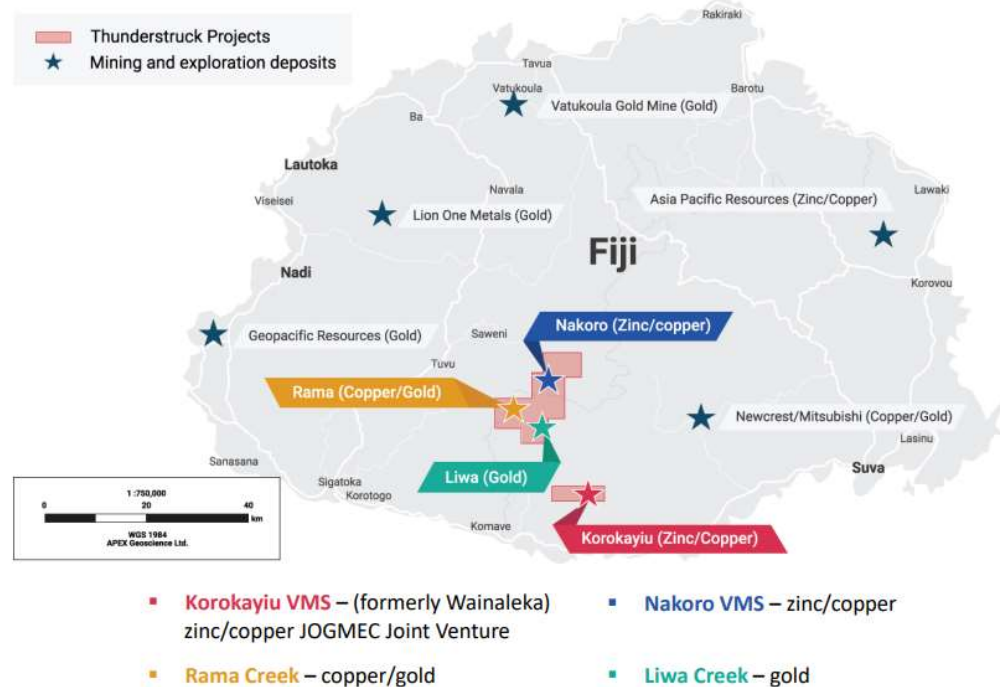 Thunderstruck Projects
Mining and exploration deposits
Rakiraki
Tavua
Vatukoula
Barotu
Vatukoula Gold Mine (Gold)
Ba
Lautoka
Navala
Asia Pacific Resources (Zinc/Copper)
Lawaki
Viseisei
Lion One Metals (Gold)
Fiji
Nadi
Korovou
Nakoro (Zinc/copper)
Geopacific Resources (Gold)
Saweni
Tuvu
Rama (Copper/Gold)
Newcrest/Mitsubishi (Copper/Gold)
Lasinu
Sanasana
Suva
Liwa (Gold)
Sigatoka
Korotogo
1 :750,000
0 20 40
km
WGS 1984
APEX Geoscience Ltd.
Komave
Korokayiu (Zinc/Copper)
▪ Korokayiu VMS – (formerly Wainaleka)
zinc/copper JOGMEC Joint Venture
▪ Nakoro VMS – zinc/copper
▪ Rama Creek – copper/gold
▪ Liwa Creek – gold